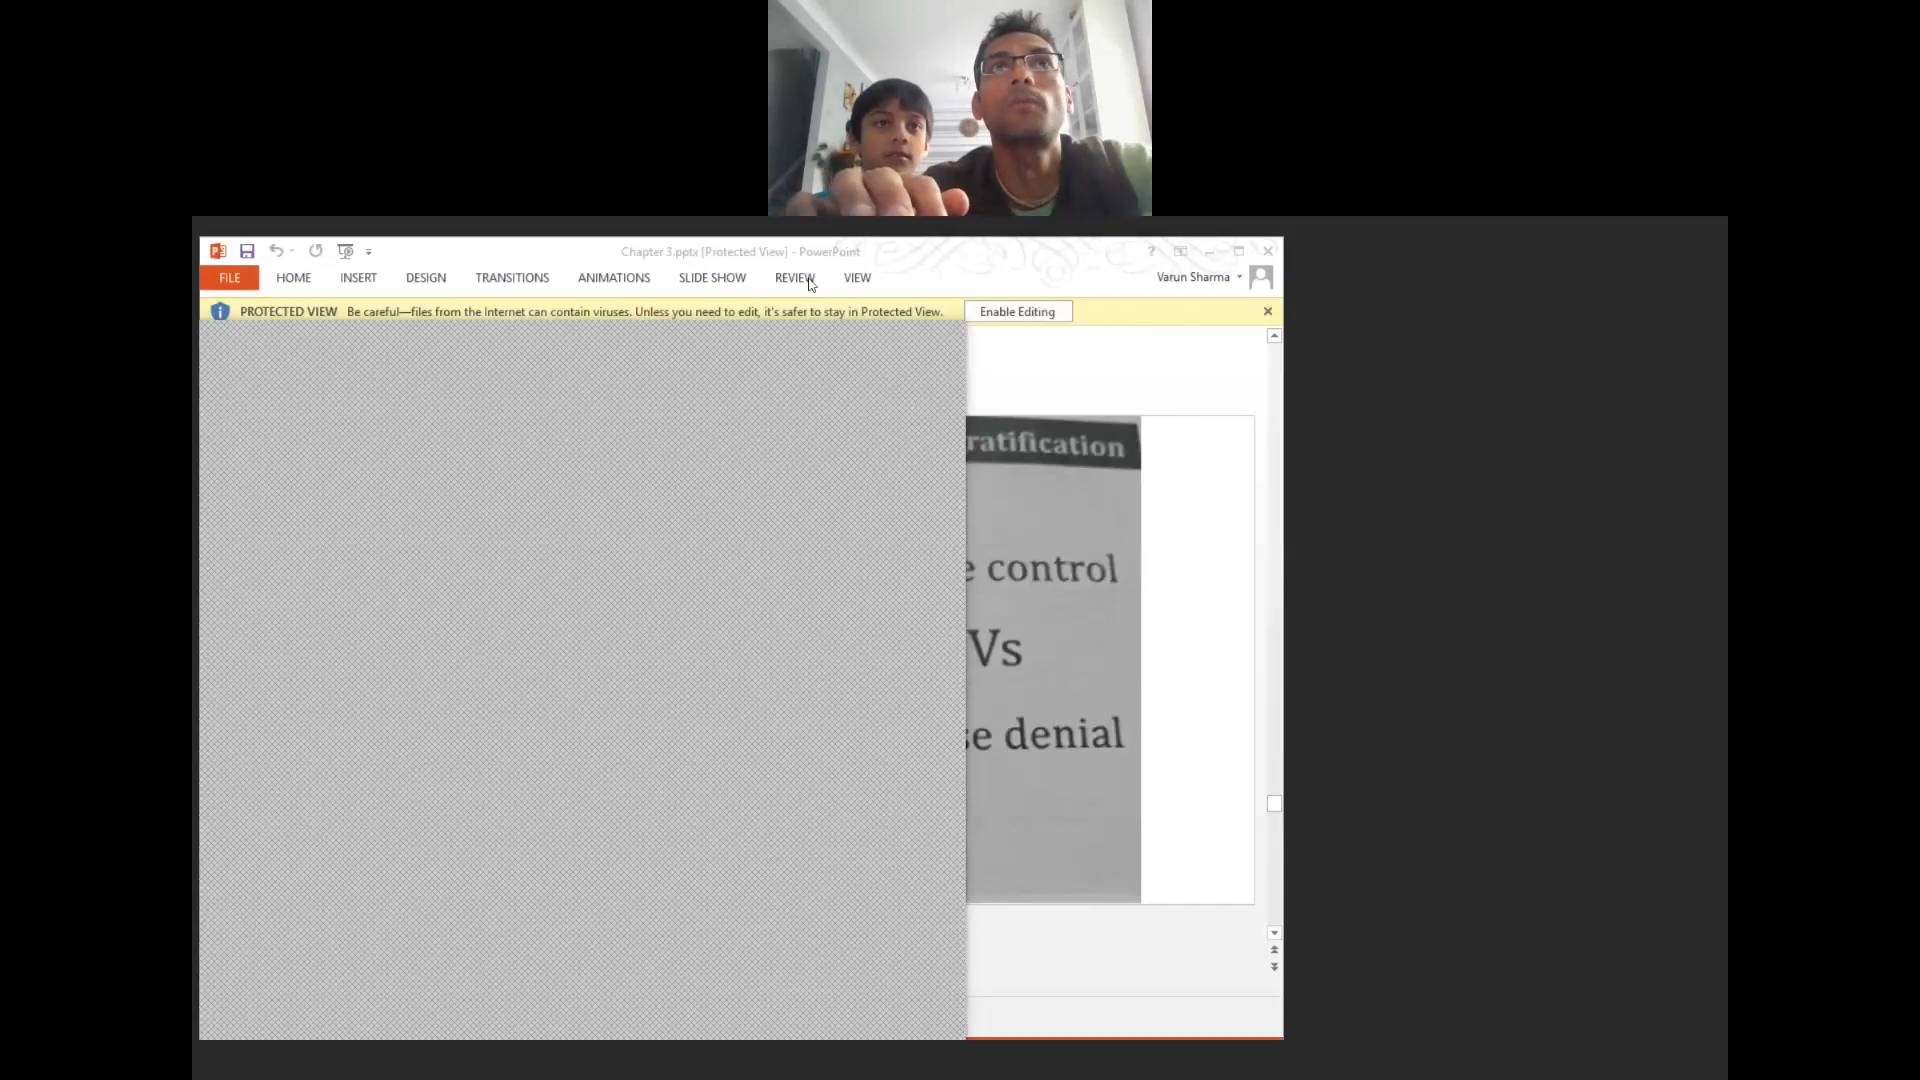 Chapter 3.pptx [Protected View] - PowerPoint
FILE HOME INSERT DESIGN TRANSITIONS ANIMATIONS SLIDE SHOW REVIEW VIEW Varun Sharma
PROTECTED VIEW Be careful—files from the Internet can contain viruses. Unless you need to edit, it's safer to stay in Protected View. Enable Editing
ratification
e control
Vs
se denial